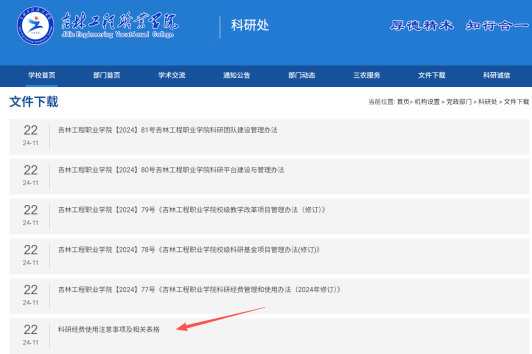 吉林工程职业学院
Jilin Engineering Vocational College
科研处
厚德精术 知行合一
学校首页 部门首页 学术交流 通知公告 部门动态 三农服务 文件下载 科研诚信
文件下载
当前位置: 首页> 机构设置 > 党政部门 > 科研处 > 文件下载
22
24-11
吉林工程职业学院【2024】81号吉林工程职业学院科研团队建设管理办法
22
24-11
吉林工程职业学院【2024】80号吉林工程职业学院科研平台建设与管理办法
22
24-11
吉林工程职业学院【2024】79号《吉林工程职业学院校级教学改革项目管理办法（修订）》
22
24-11
吉林工程职业学院【2024】78号《吉林工程职业学院校级科研基金项目管理办法(修订)》
22
24-11
吉林工程职业学院【2024】77号《吉林工程职业学院科研经费管理和使用办法（2024年修订）》
22
24-11
科研经费使用注意事项及相关表格